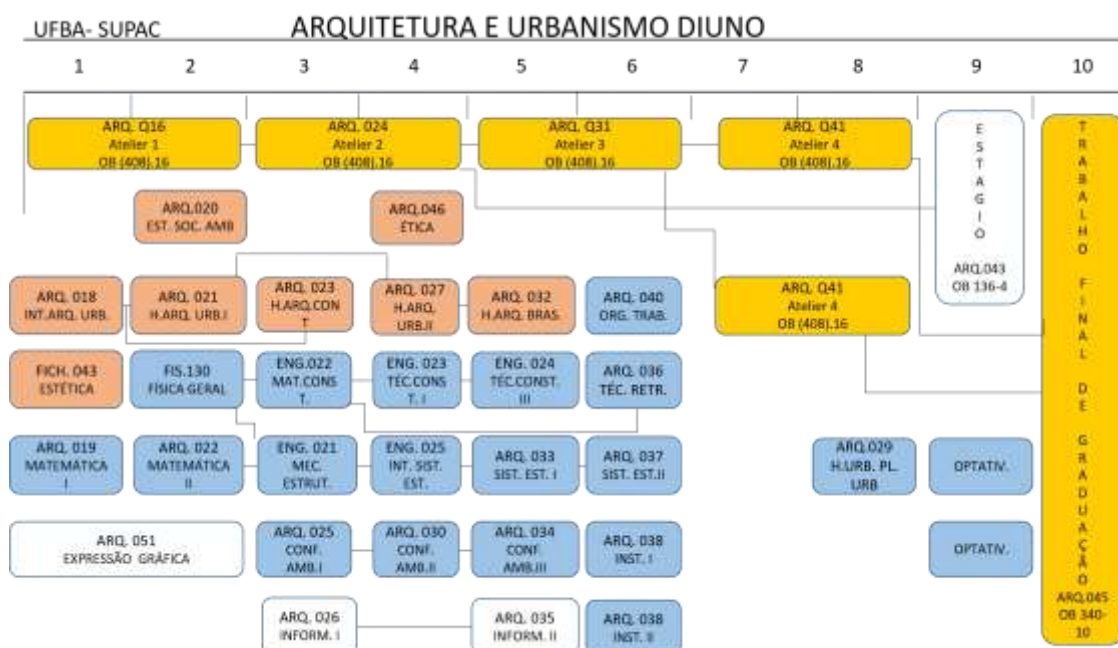 UFBA- SUPAC
ARQUITETURA E URBANISMO DIUNO
1 2 3 4 5 6 7 8 9 10
ARQ. Q16
Atelier 1
OB (408).16
ARQ. 024
Atelier 2
OB (408).16
ARQ. Q31
Atelier 3
OB (408).16
ARQ. Q41
Atelier 4
OB (408).16
ESTAGIO
ARQ.043
OB 136-4
TRABALHO FINAL DE GRADUAÇÃO
ARQ.045
OB 340-
10
ARQ.020
EST. SOC. AMB
ARQ.046
ÉTICA
ARQ. 018
INT.ARQ. URB.
ARQ. 021
H.ARQ. URB.I
ARQ. 023
H.ARQ.CON
T.
ARQ. 027
H.ARQ.
URB.II
ARQ. 032
H.ARQ. BRAS.
ARQ. 040
ORG. TRAB.
ARQ. Q41
Atelier 4
OB (408).16
FICH. 043
ESTÉTICA
FIS.130
FÍSICA GERAL
ENG.022
MAT.CONS
T.
ENG. 023
TÉC.CONS
T. I
ENG. 024
TÉC.CONST.
III
ARQ. 036
TÉC. RETR.
ARQ. 019
MATEMÁTICA
I
ARQ. 022
MATEMÁTICA
II
ENG. 021
MEC.
ESTRUT.
ENG. 025
INT. SIST.
EST.
ARQ. 033
SIST. EST. I
ARQ. 037
SIST. EST.II
ARQ.029
H.URB. PL.
URB
OPTATIV.
ARQ. 051
EXPRESSÃO GRÁFICA
ARQ. 025
CONF.
AMB.I
ARQ. 030
CONF.
AMB.II
ARQ. 034
CONF.
AMB.III
ARQ. 038
INST. I
OPTATIV.
ARQ. 026
INFORM. I
ARQ. 035
INFORM. II
ARQ. 038
INST. II